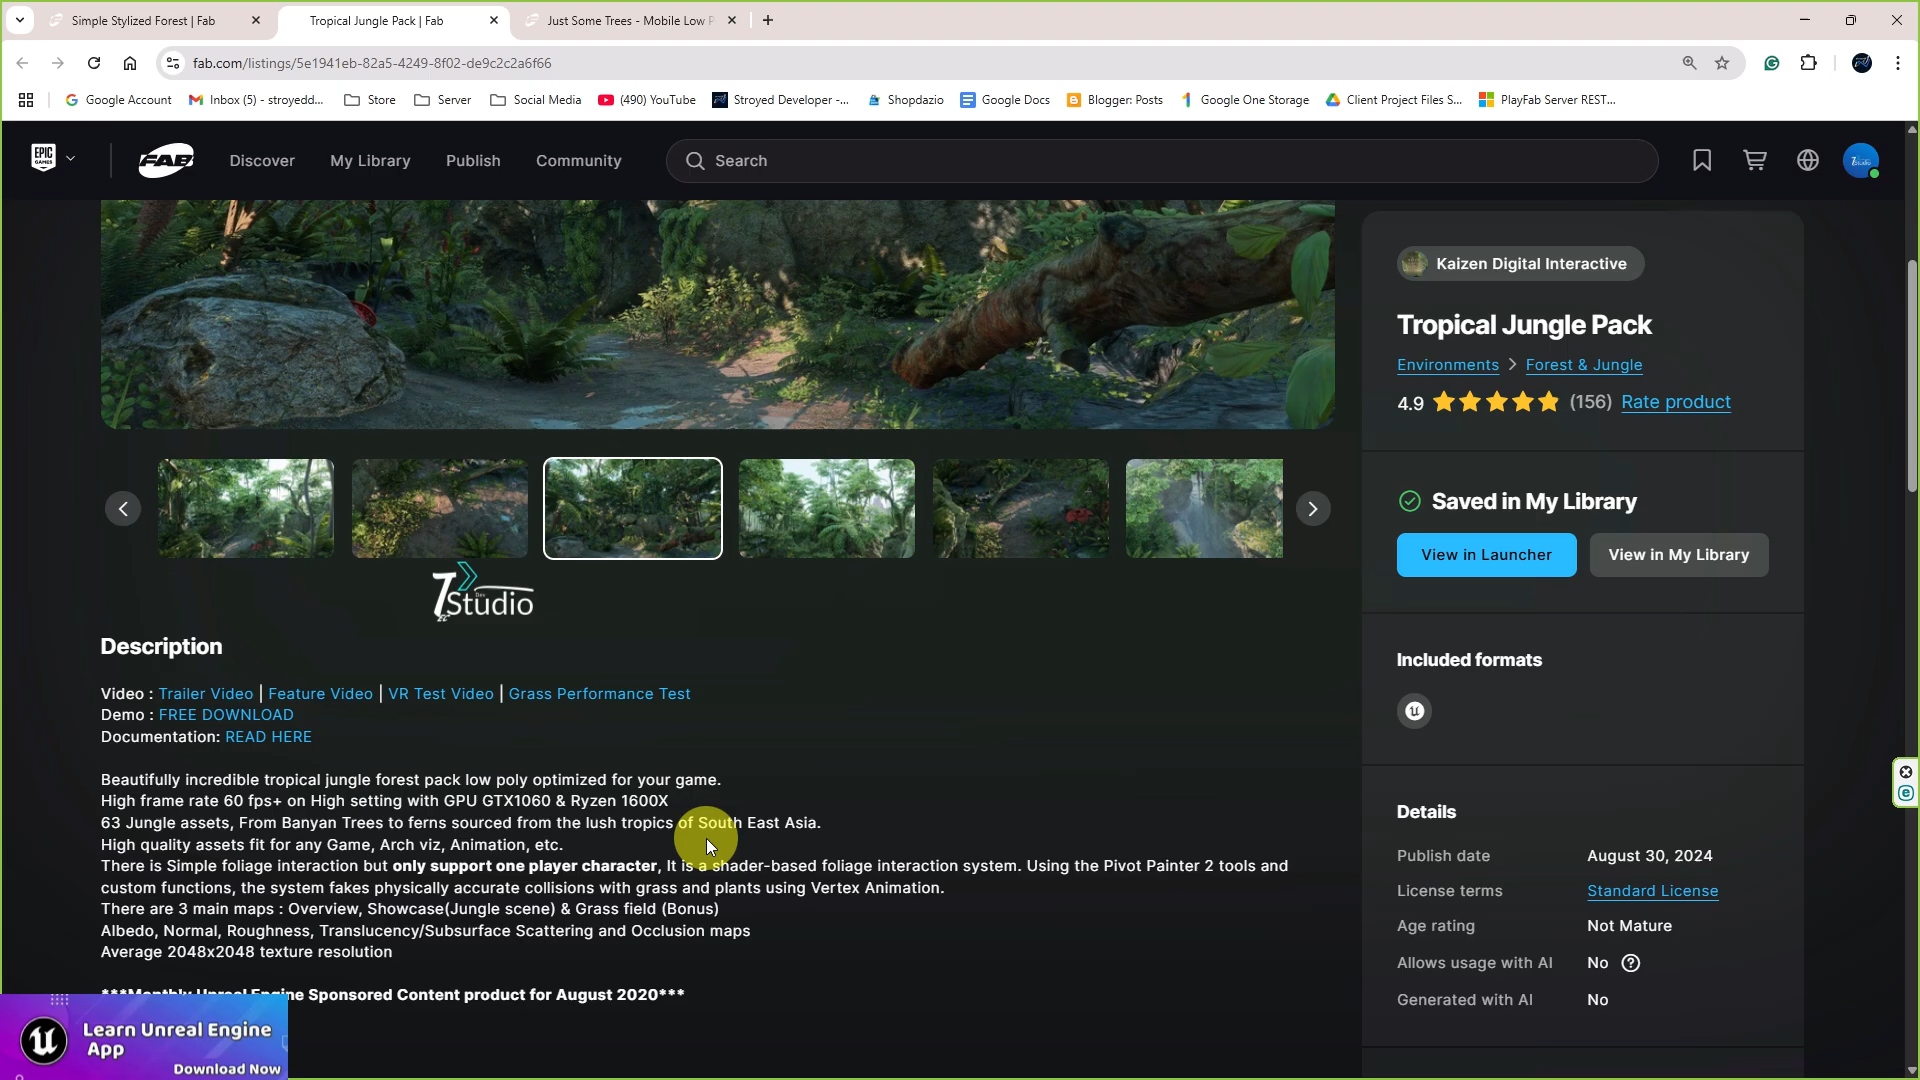 Simple Stylized Forest | Fab
Tropical Jungle Pack | Fab
Just Some Trees - Mobile Low P
fab.com/listings/5e1941eb-82a5-4249-8f02-de9c2c2a6f66
Google Account
Inbox (5) - stroyedd...
Store
Server
Social Media
(490) YouTube
Stroyed Developer -...
Shopdazio
Google Docs
Blogger: Posts
Google One Storage
Client Project Files S...
PlayFab Server REST...
EPIC GAMES
FAB
Discover
My Library
Publish
Community
Search
Kaizen Digital Interactive
Tropical Jungle Pack
Environments > Forest & Jungle
4.9 (156) Rate product
Saved in My Library
View in Launcher
View in My Library
Included formats
Details
Publish date August 30, 2024
License terms Standard License
Age rating Not Mature
Allows usage with AI No ?
Generated with AI No
7 Dev Studio
Description
Video : Trailer Video | Feature Video | VR Test Video | Grass Performance Test
Demo : FREE DOWNLOAD
Documentation: READ HERE
Beautifully incredible tropical jungle forest pack low poly optimized for your game.
High frame rate 60 fps+ on High setting with GPU GTX1060 & Ryzen 1600X
63 Jungle assets, From Banyan Trees to ferns sourced from the lush tropics of South East Asia.
High quality assets fit for any Game, Arch viz, Animation, etc.
There is Simple foliage interaction but only support one player character, It is a shader-based foliage interaction system. Using the Pivot Painter 2 tools and
custom functions, the system fakes physically accurate collisions with grass and plants using Vertex Animation.
There are 3 main maps : Overview, Showcase(Jungle scene) & Grass field (Bonus)
Albedo, Normal, Roughness, Translucency/Subsurface Scattering and Occlusion maps
Average 2048x2048 texture resolution
***Monthly Unreal Engine Sponsored Content product for August 2020***
Learn Unreal Engine
App
Download Now